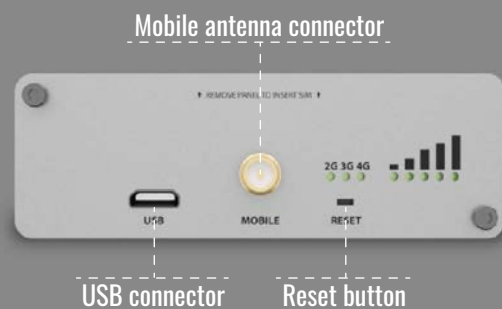 Mobile antenna connector
↑ REMOVE PANEL TO INSERT SIM ↑
2G 3G 4G
USB
MOBILE
RESET
USB connector
Reset button